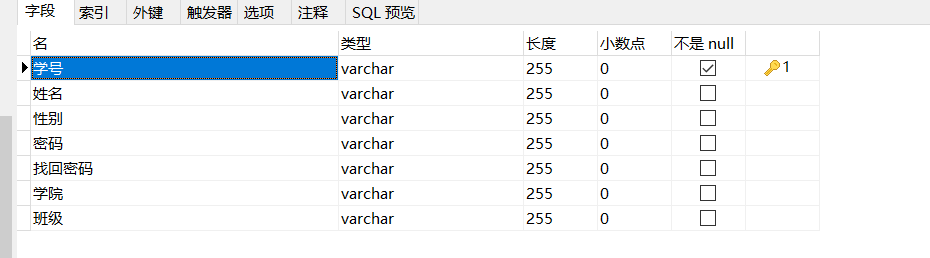 字段 索引 外键 触发器 选项 注释 SQL 预览
名 类型 长度 小数点 不是 null
学号 varchar 255 0 1
姓名 varchar 255 0
性别 varchar 255 0
密码 varchar 255 0
找回密码 varchar 255 0
学院 varchar 255 0
班级 varchar 255 0